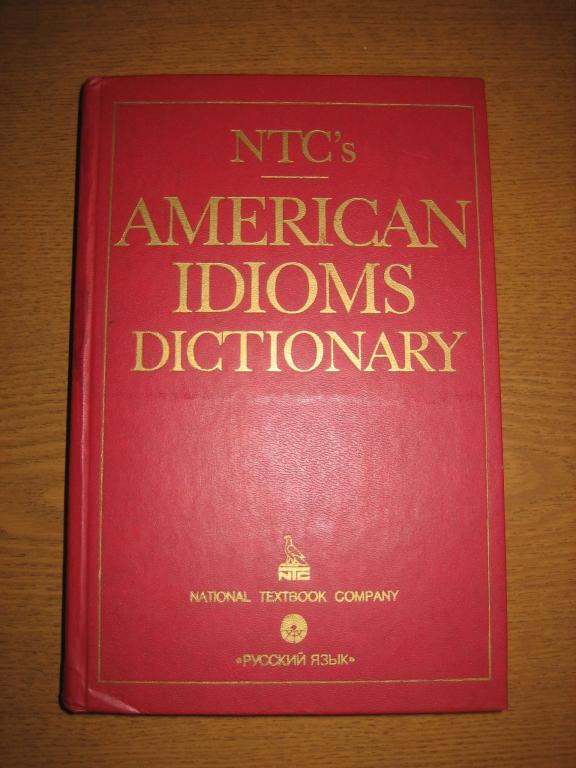 NTC's
AMERICAN
IDIOMS
DICTIONARY
NTC
NATIONAL TEXTBOOK COMPANY
«РУССКИЙ ЯЗЫК»